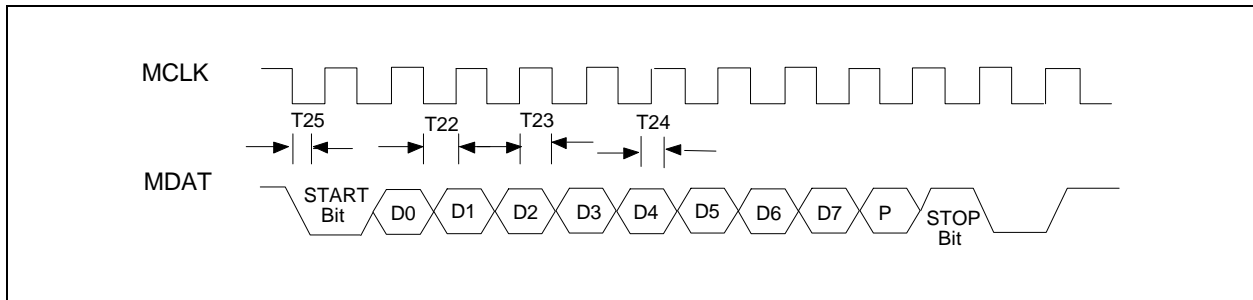 MCLK
T25 T22 T23 T24
MDAT
START Bit D0 D1 D2 D3 D4 D5 D6 D7 P STOP Bit